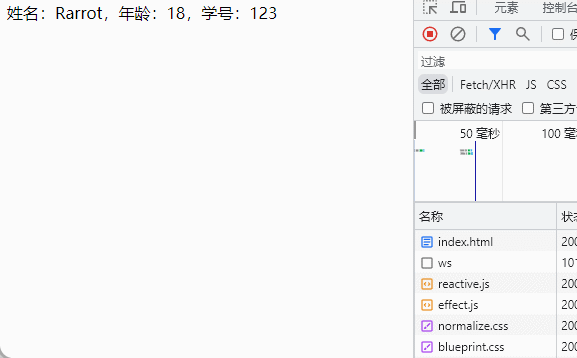 姓名：Rarrot，年龄：18，学号：123
元素 控制台
过滤
全部 Fetch/XHR JS CSS
被屏蔽的请求 第三方
50 毫秒 100 毫
名称 状态
index.html 200
ws 101
reactive.js 200
effect.js 200
normalize.css 200
blueprint.css 200